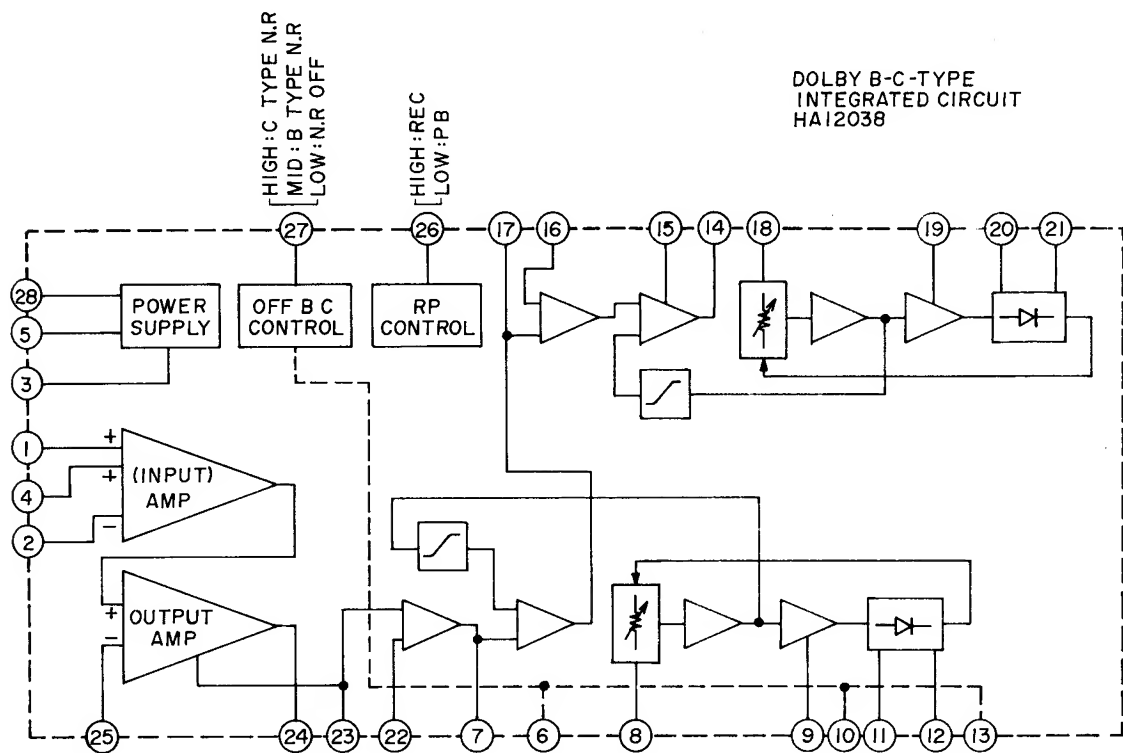 HIGH:C TYPE N.R
MID:B TYPE N.R
LOW:N.R OFF
HIGH:REC
LOW:PB
DOLBY B-C-TYPE
INTEGRATED CIRCUIT
HA12038
27
26
17
16
15
14
18
19
20
21
28
5
3
POWER
SUPPLY
OFF B C
CONTROL
RP
CONTROL
1
4
2
+
+
−
(INPUT)
AMP
+
−
OUTPUT
AMP
25
24
23
22
7
6
8
9
10
11
12
13